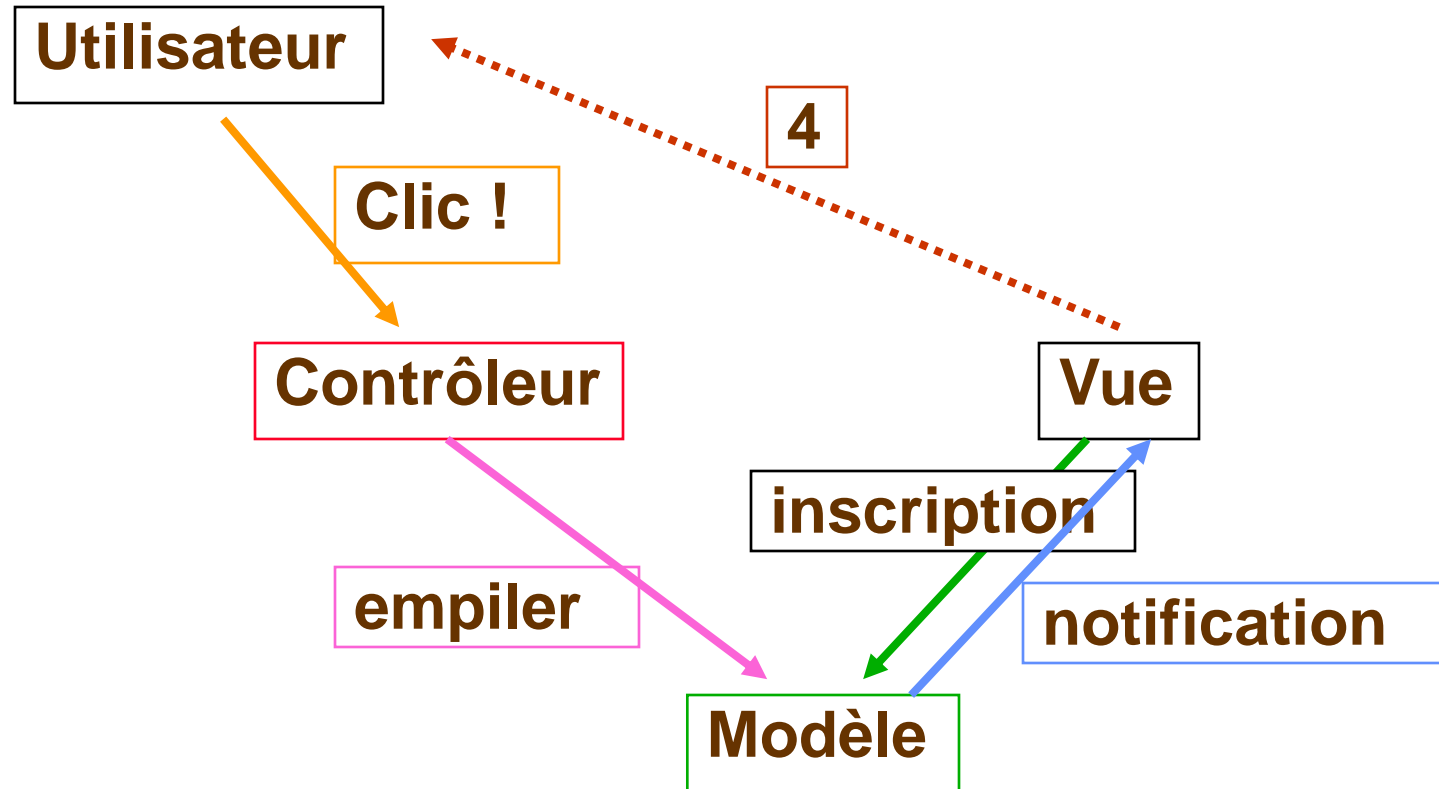 Utilisateur
4
Clic !
Contrôleur
Vue
inscription
empiler
notification
Modèle